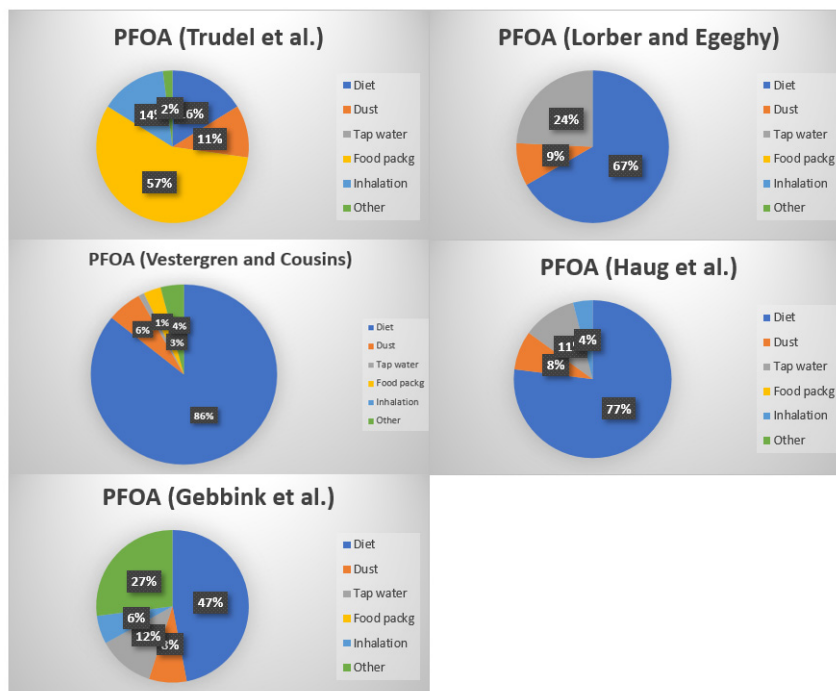 PFOA (Trudel et al.)
14%
2%
11%
57%
Diet
Dust
Tap water
Food packg
Inhalation
Other
PFOA (Lorber and Egeghy)
24%
9%
67%
Diet
Dust
Tap water
Food packg
Inhalation
Other
PFOA (Vestergren and Cousins)
6%
1%
4%
3%
86%
Diet
Dust
Tap water
Food packg
Inhalation
Other
PFOA (Haug et al.)
11%
4%
8%
77%
Diet
Dust
Tap water
Food packg
Inhalation
Other
PFOA (Gebbink et al.)
27%
47%
6%
12%
Diet
Dust
Tap water
Food packg
Inhalation
Other